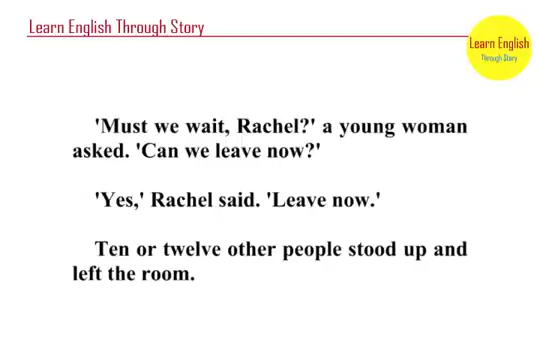 Learn English Through Story
Learn English
Through Story
'Must we wait, Rachel?' a young woman
asked. 'Can we leave now?'
'Yes,' Rachel said. 'Leave now.'
Ten or twelve other people stood up and
left the room.